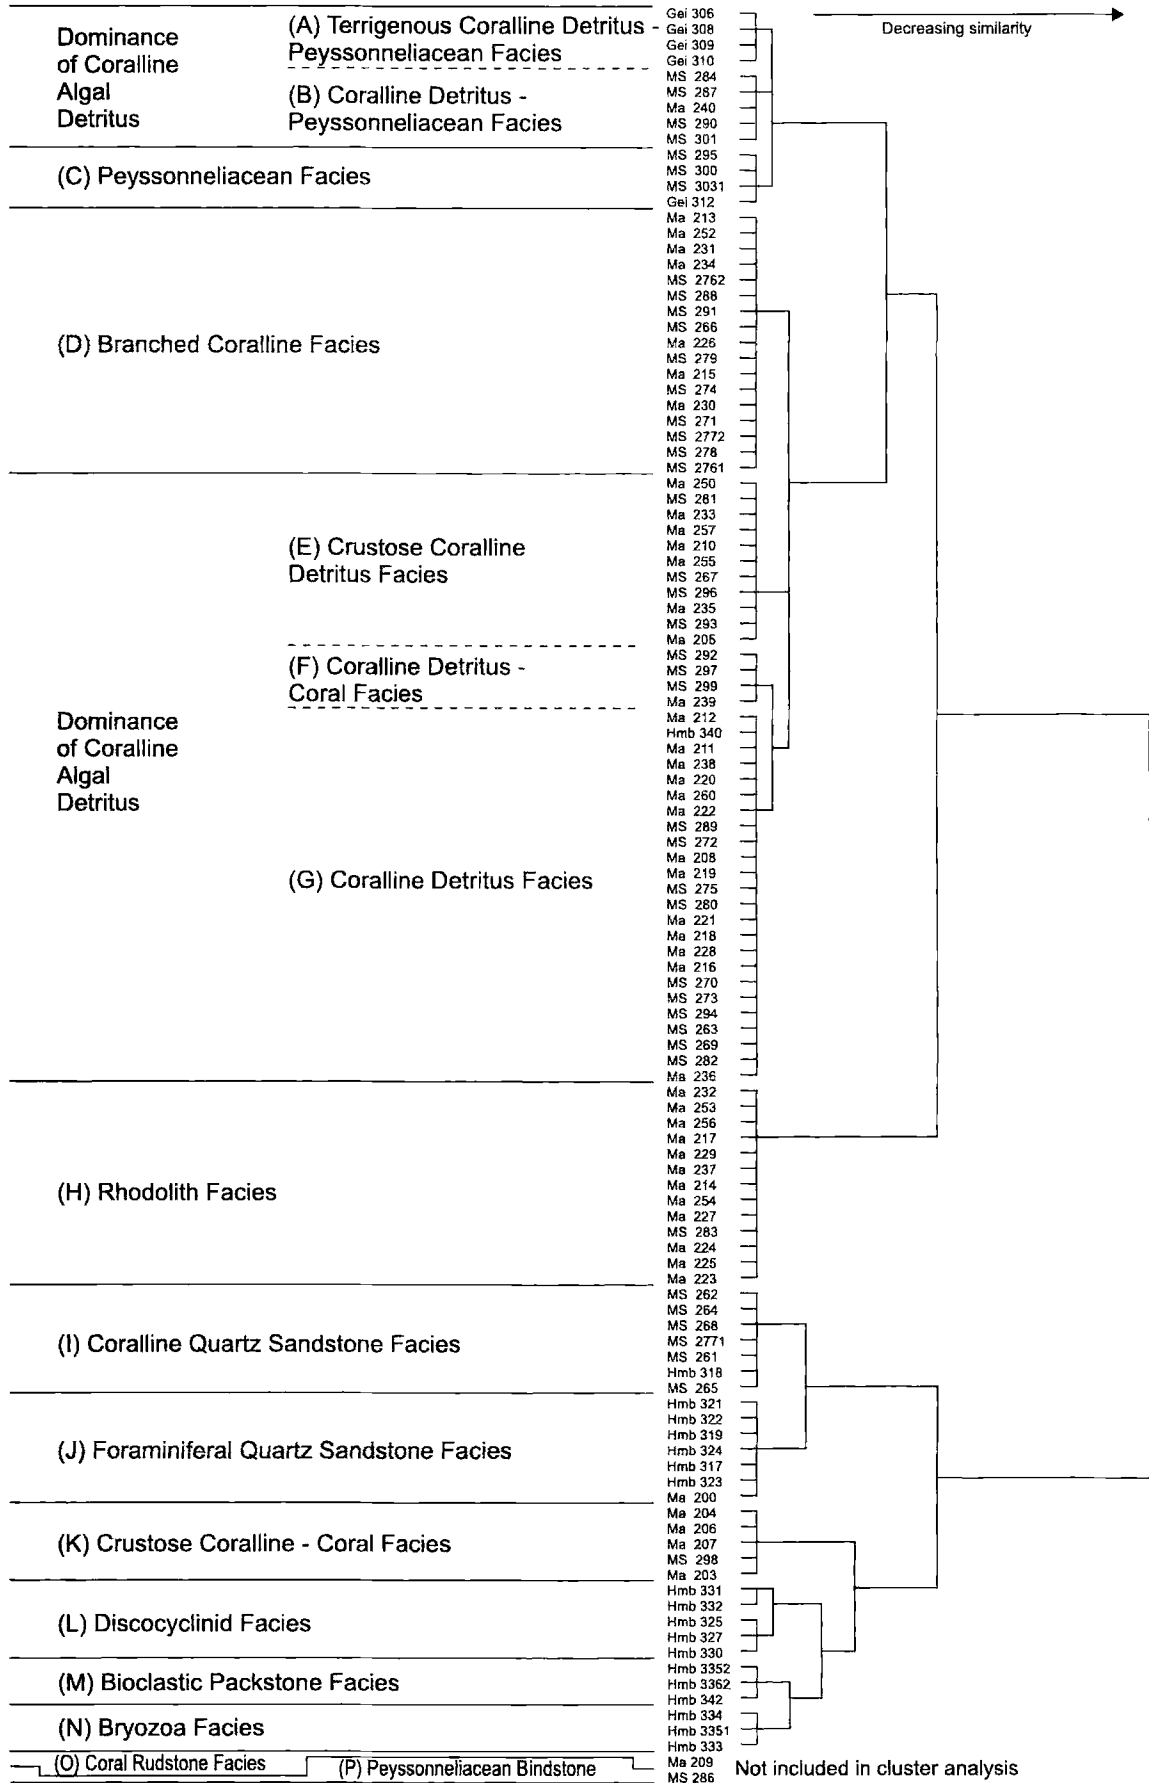 Dominance
of Coralline
Algal
Detritus
(A) Terrigenous Coralline Detritus -
Peyssonneliacean Facies
(B) Coralline Detritus -
Peyssonneliacean Facies
(C) Peyssonneliacean Facies
(D) Branched Coralline Facies
(E) Crustose Coralline
Detritus Facies
(F) Coralline Detritus -
Coral Facies
Dominance
of Coralline
Algal
Detritus
(G) Coralline Detritus Facies
(H) Rhodolith Facies
(I) Coralline Quartz Sandstone Facies
(J) Foraminiferal Quartz Sandstone Facies
(K) Crustose Coralline - Coral Facies
(L) Discocyclinid Facies
(M) Bioclastic Packstone Facies
(N) Bryozoa Facies
(O) Coral Rudstone Facies
(P) Peyssonneliacean Bindstone
Gei 306
Gei 308
Gei 309
Gei 310
MS 284
MS 287
Ma 240
MS 290
MS 301
MS 295
MS 300
MS 3031
Gei 312
Ma 213
Ma 252
Ma 231
Ma 234
MS 2762
MS 288
MS 291
MS 266
Ma 226
MS 279
Ma 215
MS 274
Ma 230
MS 271
MS 2772
MS 278
MS 2761
Ma 250
MS 281
Ma 233
Ma 257
Ma 210
Ma 255
MS 267
MS 296
Ma 235
MS 293
Ma 205
MS 292
MS 297
MS 299
Ma 239
Ma 212
Hmb 340
Ma 211
Ma 238
Ma 220
Ma 260
Ma 222
MS 289
MS 272
Ma 208
Ma 219
MS 275
MS 280
Ma 221
Ma 218
Ma 228
Ma 216
MS 270
MS 273
MS 294
MS 263
MS 269
MS 282
Ma 236
Ma 232
Ma 253
Ma 256
Ma 217
Ma 229
Ma 237
Ma 214
Ma 254
Ma 227
MS 283
Ma 224
Ma 225
Ma 223
MS 262
MS 264
MS 268
MS 2771
MS 261
Hmb 318
MS 265
Hmb 321
Hmb 322
Hmb 319
Hmb 324
Hmb 317
Hmb 323
Ma 200
Ma 204
Ma 206
Ma 207
MS 298
Ma 203
Hmb 331
Hmb 332
Hmb 325
Hmb 327
Hmb 330
Hmb 3352
Hmb 3362
Hmb 342
Hmb 334
Hmb 3351
Hmb 333
Ma 209
MS 286
Decreasing similarity
Not included in cluster analysis